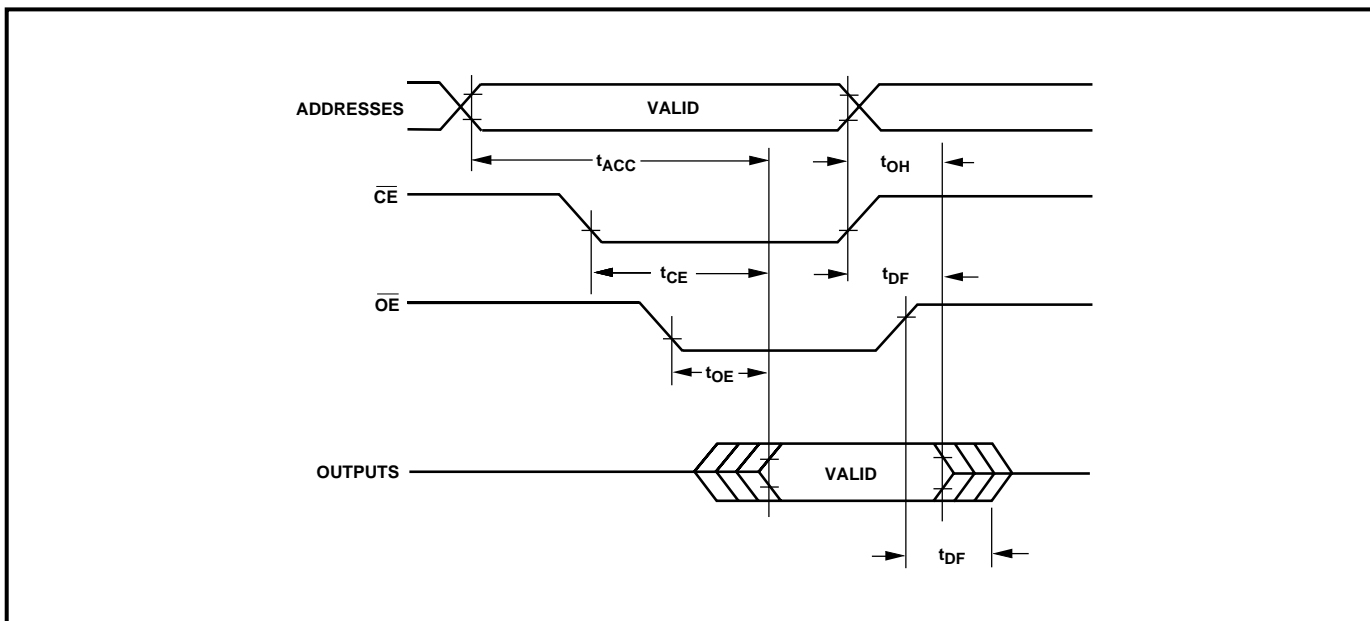 ADDRESSES
VALID
tACC
tOH
CE
tCE
tDF
OE
tOE
OUTPUTS
VALID
tDF